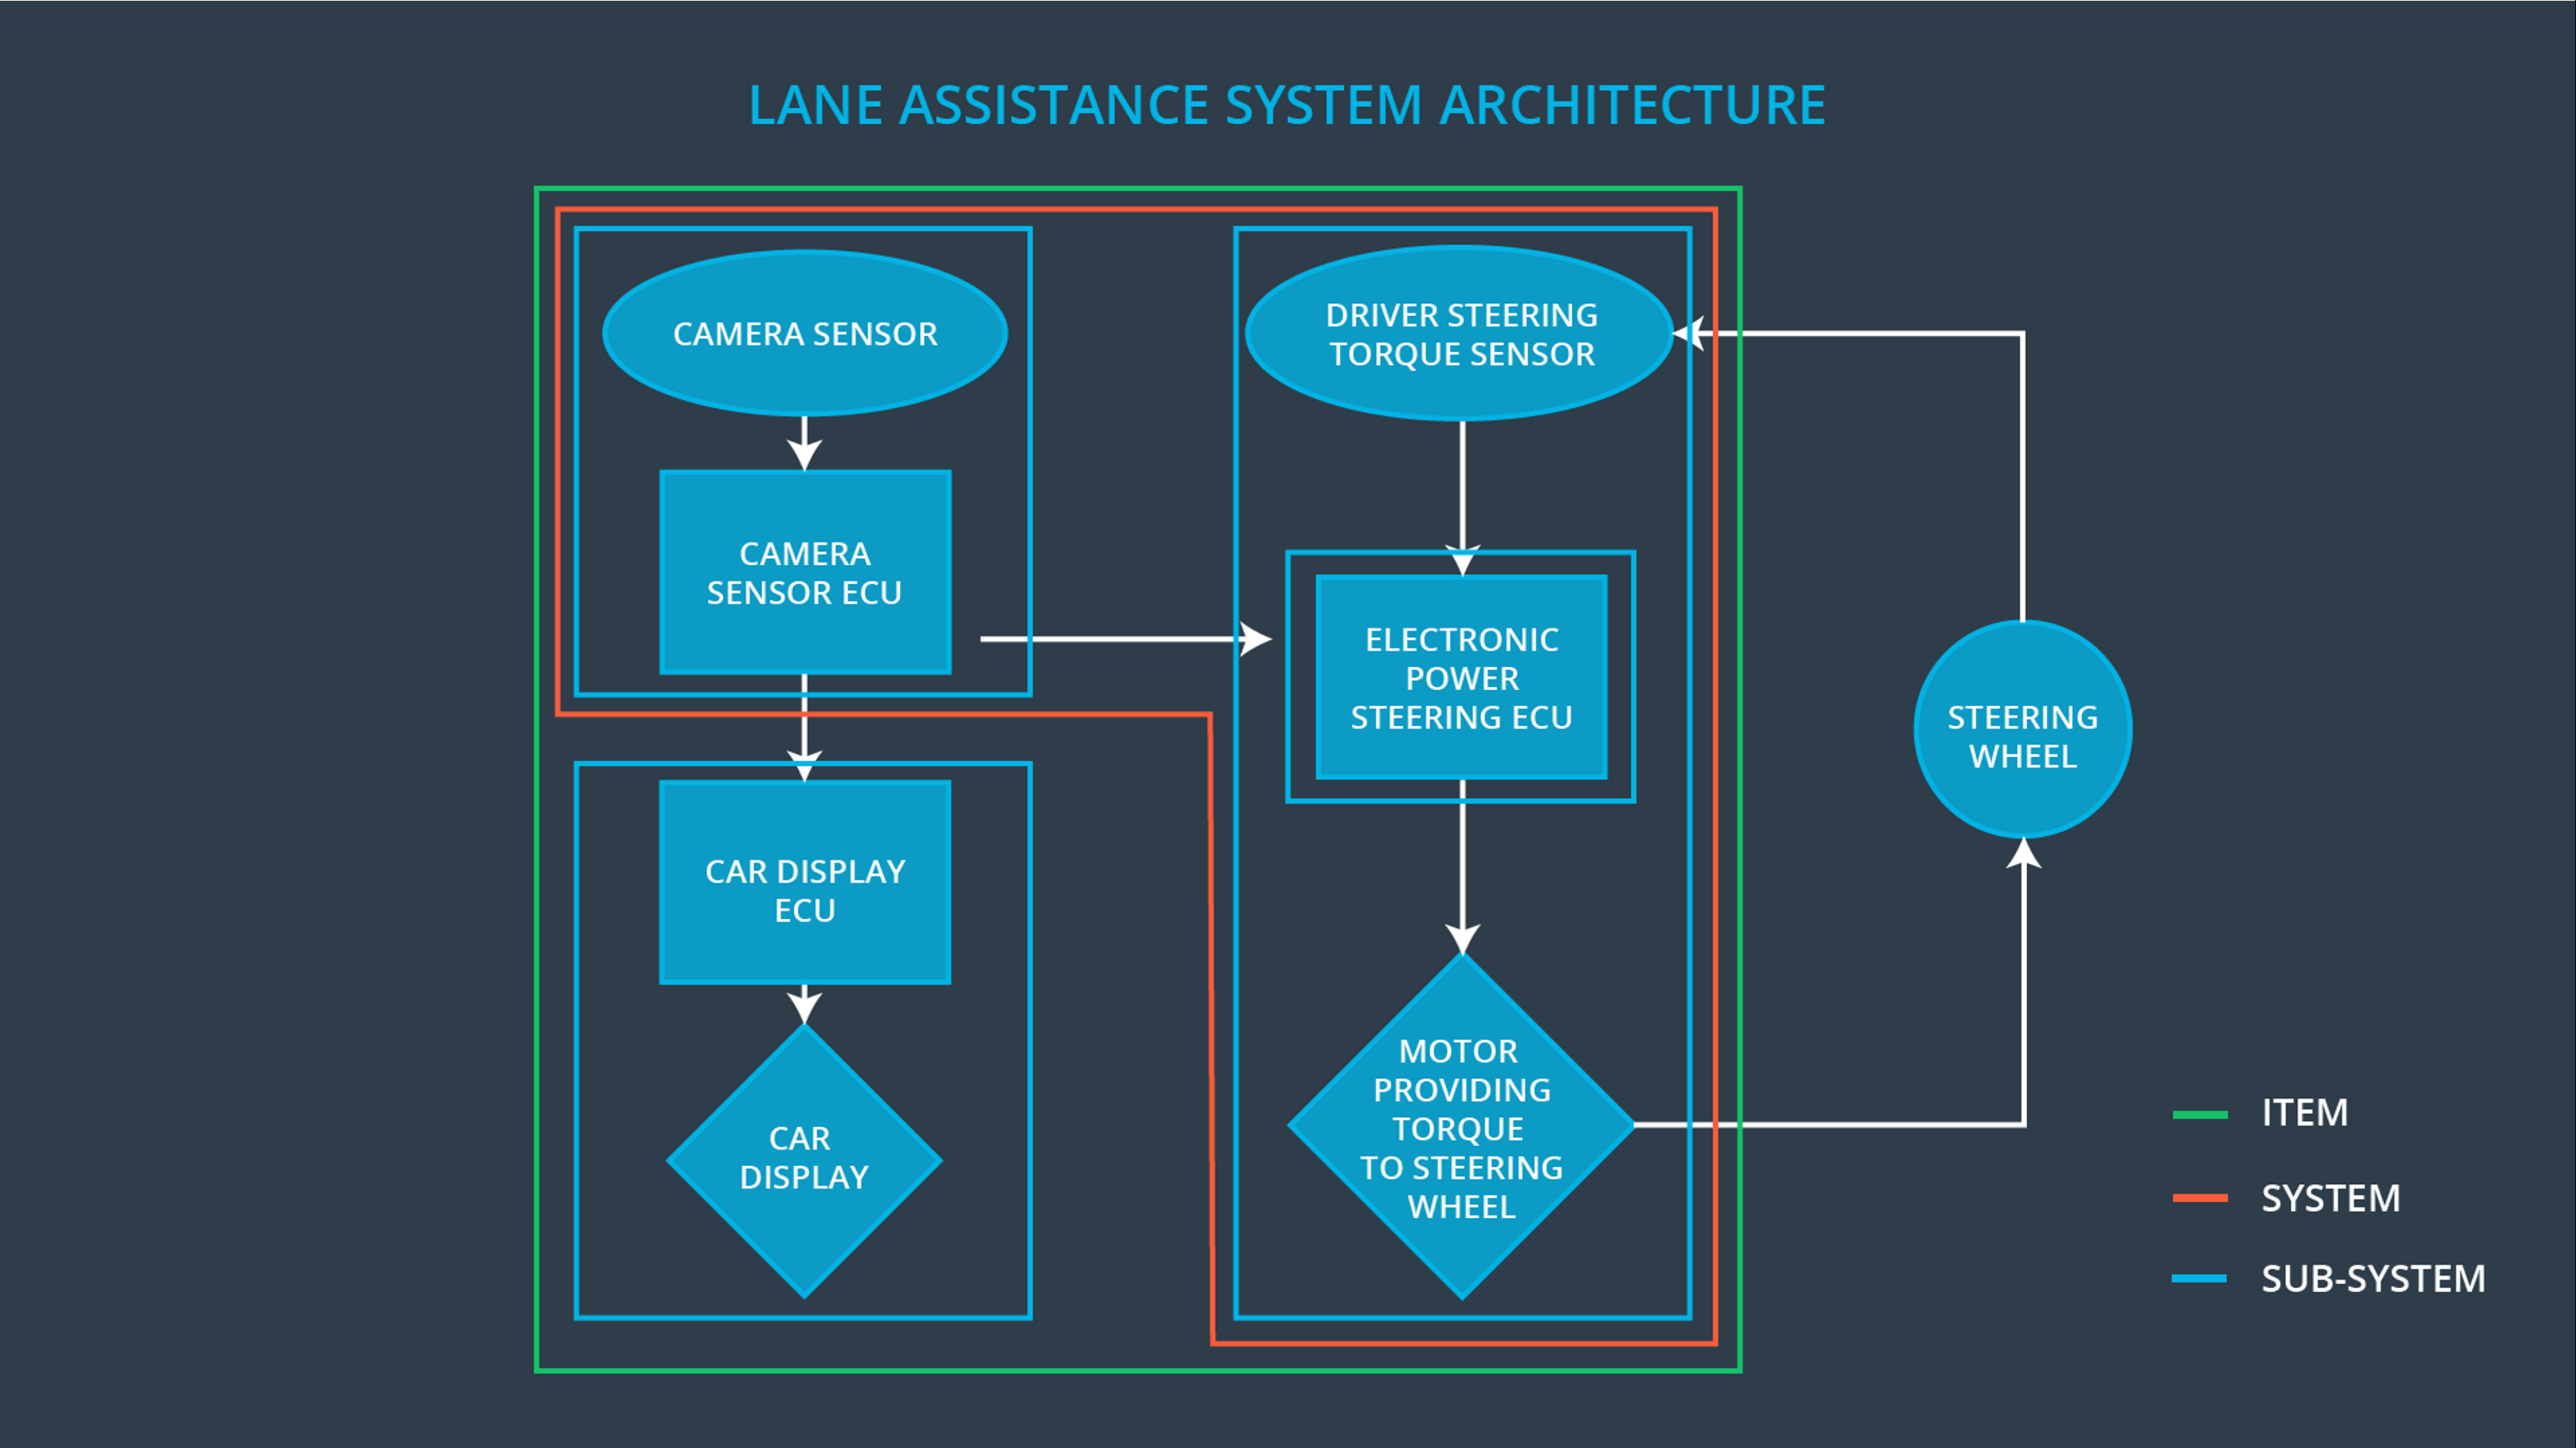 LANE ASSISTANCE SYSTEM ARCHITECTURE
CAMERA SENSOR
CAMERA
SENSOR ECU
CAR DISPLAY
ECU
CAR
DISPLAY
DRIVER STEERING
TORQUE SENSOR
ELECTRONIC
POWER
STEERING ECU
MOTOR
PROVIDING
TORQUE
TO STEERING
WHEEL
STEERING
WHEEL
ITEM
SYSTEM
SUB-SYSTEM